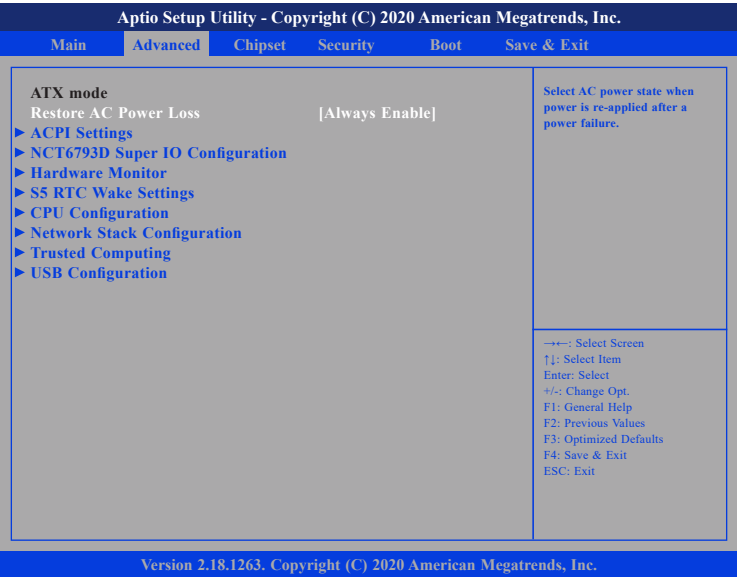 Aptio Setup Utility - Copyright (C) 2020 American Megatrends, Inc.
Main Advanced Chipset Security Boot Save & Exit
ATX mode
Restore AC Power Loss [Always Enable]
► ACPI Settings
► NCT6793D Super IO Configuration
► Hardware Monitor
► S5 RTC Wake Settings
► CPU Configuration
► Network Stack Configuration
► Trusted Computing
► USB Configuration
Select AC power state when
power is re-applied after a
power failure.
→←: Select Screen
↑↓: Select Item
Enter: Select
+/-: Change Opt.
F1: General Help
F2: Previous Values
F3: Optimized Defaults
F4: Save & Exit
ESC: Exit
Version 2.18.1263. Copyright (C) 2020 American Megatrends, Inc.